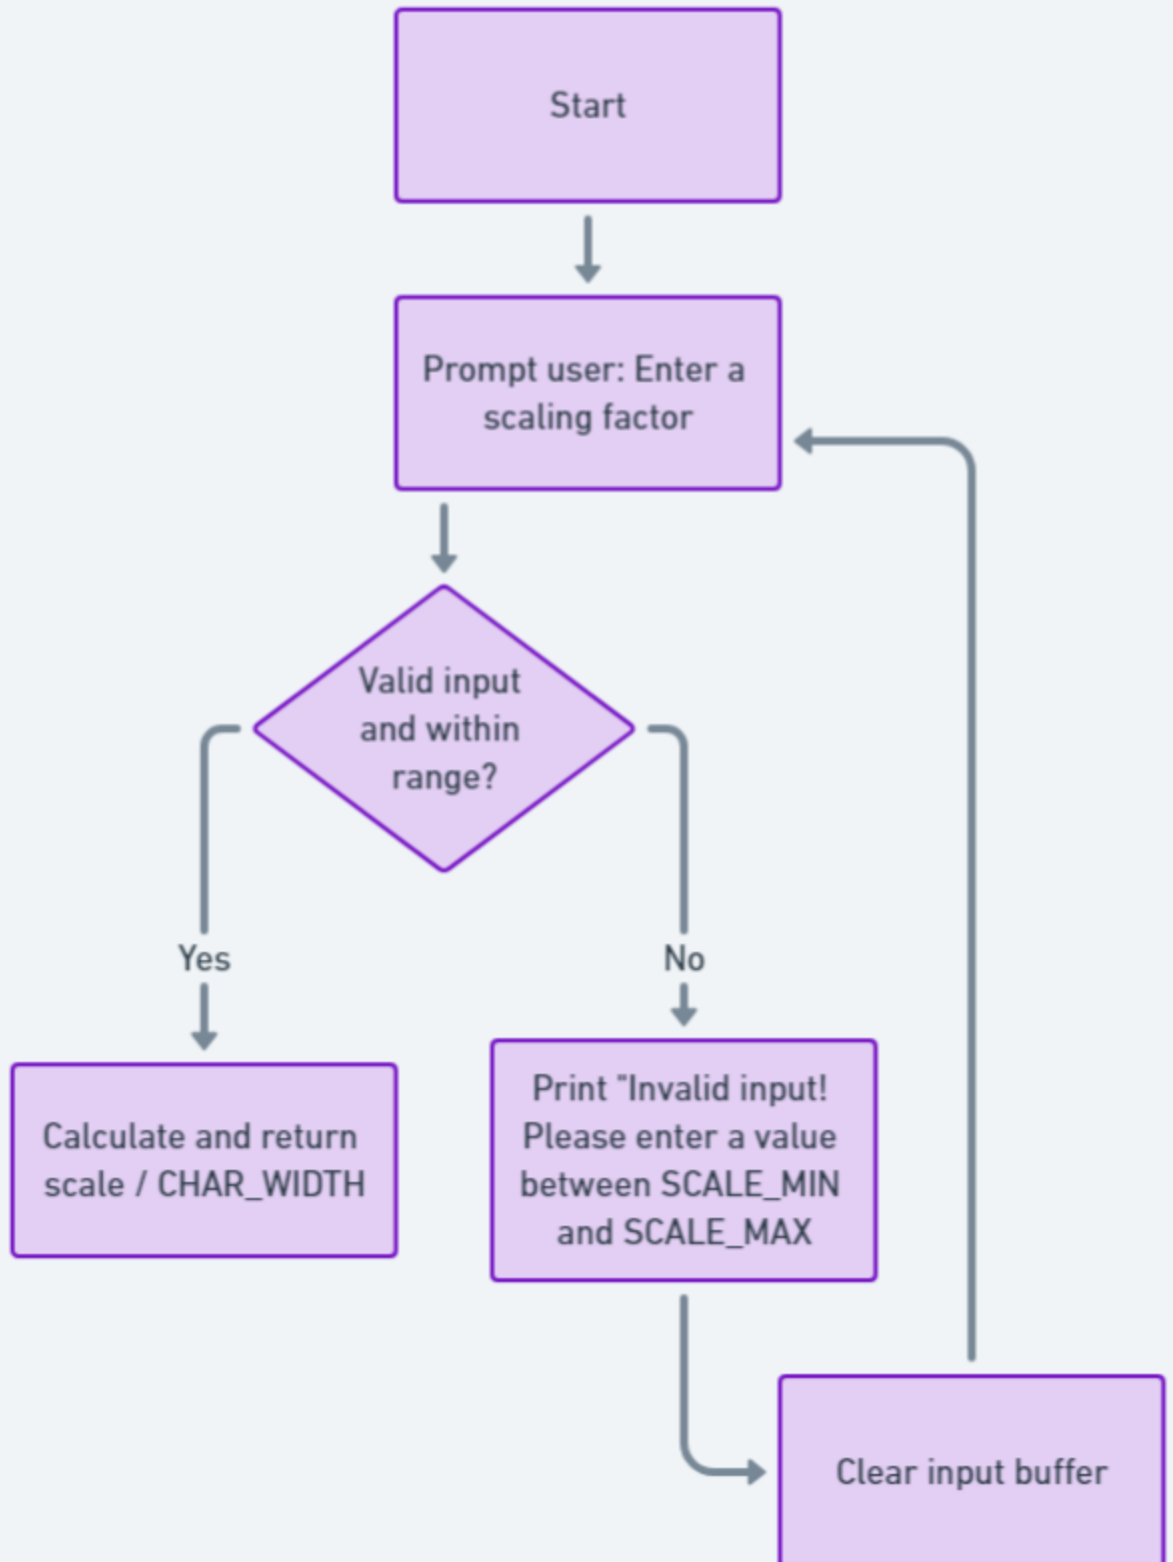 Start
Prompt user: Enter a
scaling factor
Valid input
and within
range?
Yes
No
Calculate and return
scale / CHAR_WIDTH
Print "Invalid input!
Please enter a value
between SCALE_MIN
and SCALE_MAX
Clear input buffer